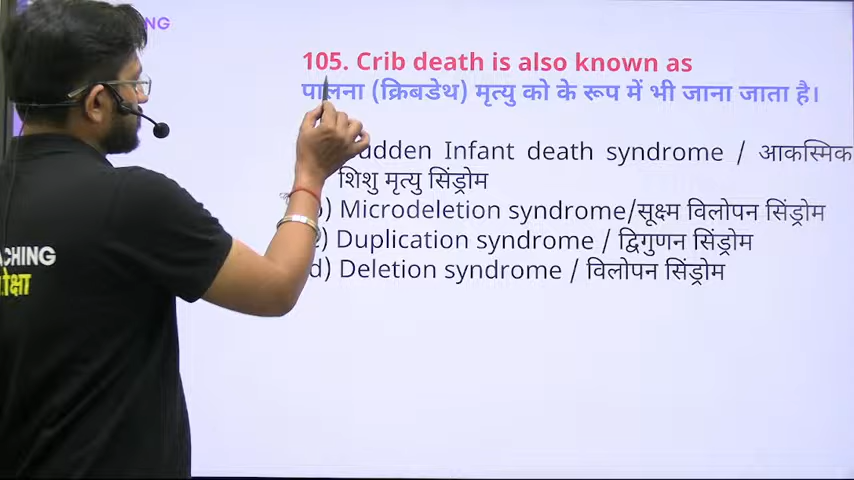 NG
105. Crib death is also known as
पालना (क्रिबडेथ) मृत्यु को के रूप में भी जाना जाता है।
Infant death syndrome / आकस्मिक
शिशु मृत्यु सिंड्रोम
) Microdeletion syndrome/सूक्ष्म विलोपन सिंड्रोम
) Duplication syndrome / द्विगुणन सिंड्रोम
d) Deletion syndrome / विलोपन सिंड्रोम
CHING